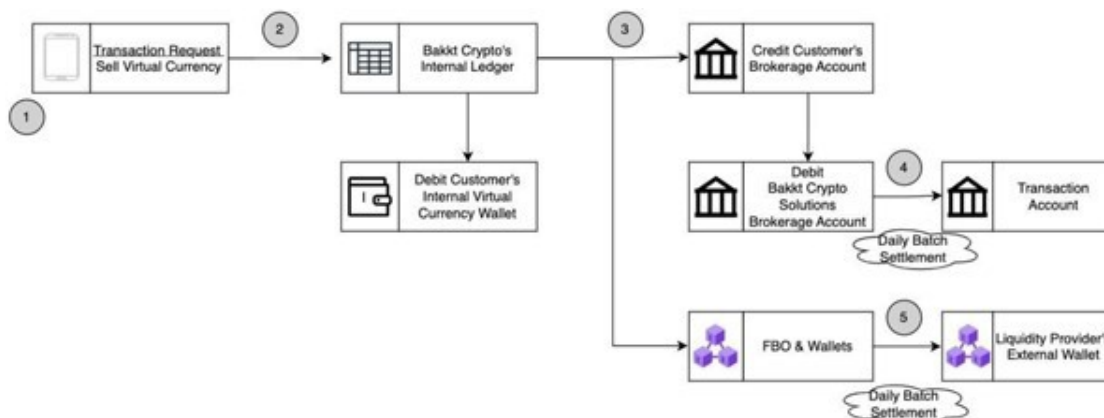 1
Transaction Request
Sell Virtual Currency
2
Bakkt Crypto's
Internal Ledger
3
Credit Customer's
Brokerage Account
Debit Customer's
Internal Virtual
Currency Wallet
Debit
Bakkt Crypto
Solutions
Brokerage Account
4
Transaction
Account
Daily Batch
Settlement
FBO & Wallets
5
Liquidity Provider's
External Wallet
Daily Batch
Settlement